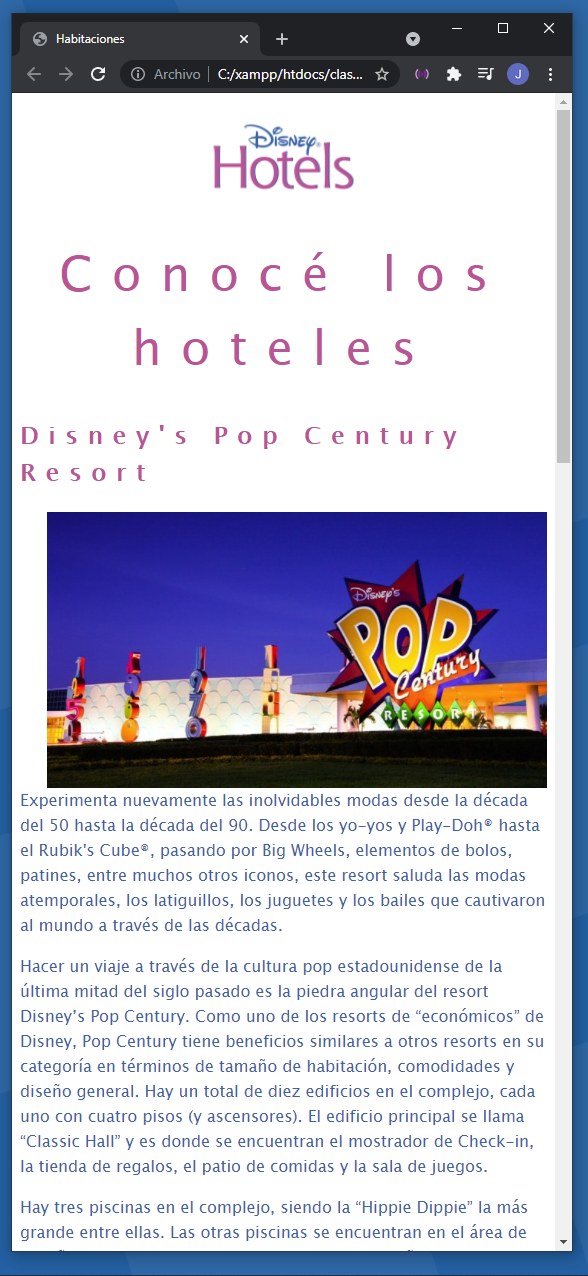 Habitaciones
Archivo
C:/xampp/htdocs/clas...
J
Disney
Hotels
Conocé los
hoteles
Disney's Pop Century
Resort
Disney's
POP
Century
RESORT
Experimenta nuevamente las inolvidables modas desde la década
del 50 hasta la década del 90. Desde los yo-yos y Play-Doh® hasta
el Rubik's Cube®, pasando por Big Wheels, elementos de bolos,
patines, entre muchos otros iconos, este resort saluda las modas
atemporales, los latiguillos, los juguetes y los bailes que cautivaron
al mundo a través de las décadas.
Hacer un viaje a través de la cultura pop estadounidense de la
última mitad del siglo pasado es la piedra angular del resort
Disney’s Pop Century. Como uno de los resorts de “económicos” de
Disney, Pop Century tiene beneficios similares a otros resorts en su
categoría en términos de tamaño de habitación, comodidades y
diseño general. Hay un total de diez edificios en el complejo, cada
uno con cuatro pisos (y ascensores). El edificio principal se llama
“Classic Hall” y es donde se encuentran el mostrador de Check-in,
la tienda de regalos, el patio de comidas y la sala de juegos.
Hay tres piscinas en el complejo, siendo la “Hippie Dippie” la más
grande entre ellas. Las otras piscinas se encuentran en el área de